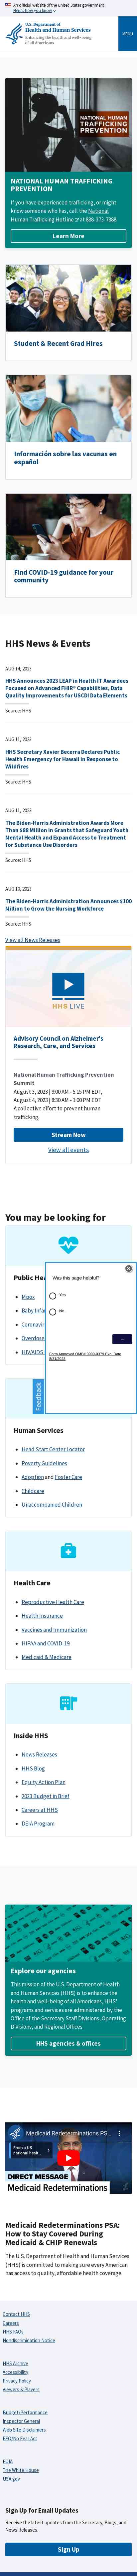 An official website of the United States government
Here's how you know
U.S. Department of
Health and Human Services
Enhancing the health and well-being
of all Americans
MENU
NATIONAL
HUMAN TRAFFICKING
PREVENTION
NATIONAL HUMAN TRAFFICKING
PREVENTION
If you have experienced trafficking, or might
know someone who has, call the National
Human Trafficking Hotline at 888-373-7888.
Learn More
Student & Recent Grad Hires
Información sobre las vacunas en
español
Find COVID-19 guidance for your
community
HHS News & Events
AUG 14, 2023
HHS Announces 2023 LEAP in Health IT Awardees
Focused on Advanced FHIR® Capabilities, Data
Quality Improvements for USCDI Data Elements
Source: HHS
AUG 11, 2023
HHS Secretary Xavier Becerra Declares Public
Health Emergency for Hawaii in Response to
Wildfires
Source: HHS
AUG 11, 2023
The Biden-Harris Administration Awards More
Than $88 Million in Grants that Safeguard Youth
Mental Health and Expand Access to Treatment
for Substance Use Disorders
Source: HHS
AUG 10, 2023
The Biden-Harris Administration Announces $100
Million to Grow the Nursing Workforce
Source: HHS
View all News Releases
HHS LIVE
Advisory Council on Alzheimer's
Research, Care, and Services
National Human Trafficking Prevention
Summit
August 3, 2023 | 9:00 AM - 5:15 PM EDT,
August 4, 2023 | 8:30 AM - 1:00 PM EDT
A collective effort to prevent human
trafficking.
Stream Now
View all events
You may be looking for
Public Hea
Mpox
Baby Infan
Coronaviru
Overdose
HIV/AIDS
Was this page helpful?
Yes
No
Form Approved OMB# 0990-0379 Exp. Date
8/31/2023
Feedback
Human Services
Head Start Center Locator
Poverty Guidelines
Adoption and Foster Care
Childcare
Unaccompanied Children
Health Care
Reproductive Health Care
Health Insurance
Vaccines and Immunization
HIPAA and COVID-19
Medicaid & Medicare
Inside HHS
News Releases
HHS Blog
Equity Action Plan
2023 Budget in Brief
Careers at HHS
DEIA Program
Explore our agencies
This mission of the U.S. Department of Health
and Human Services (HHS) is to enhance the
health and well-being of all Americans. HHS'
programs and service are administered by the
Office of the Secretary Staff Divisions, Operating
Divisions, and Regional Offices.
HHS agencies & offices
Medicaid Redeterminations PS...
From a US
national heal...
DIRECT MESSAGE
Medicaid Redeterminations
Medicaid Redeterminations PSA:
How to Stay Covered During
Medicaid & CHIP Renewals
The U.S. Department of Health and Human Services
(HHS) is committed to making sure every American
has access to quality, affordable health coverage.
Contact HHS
Careers
HHS FAQs
Nondiscrimination Notice
HHS Archive
Accessibility
Privacy Policy
Viewers & Players
Budget/Performance
Inspector General
Web Site Disclaimers
EEO/No Fear Act
FOIA
The White House
USA.gov
Sign Up for Email Updates
Receive the latest updates from the Secretary, Blogs, and
News Releases.
Sign Up